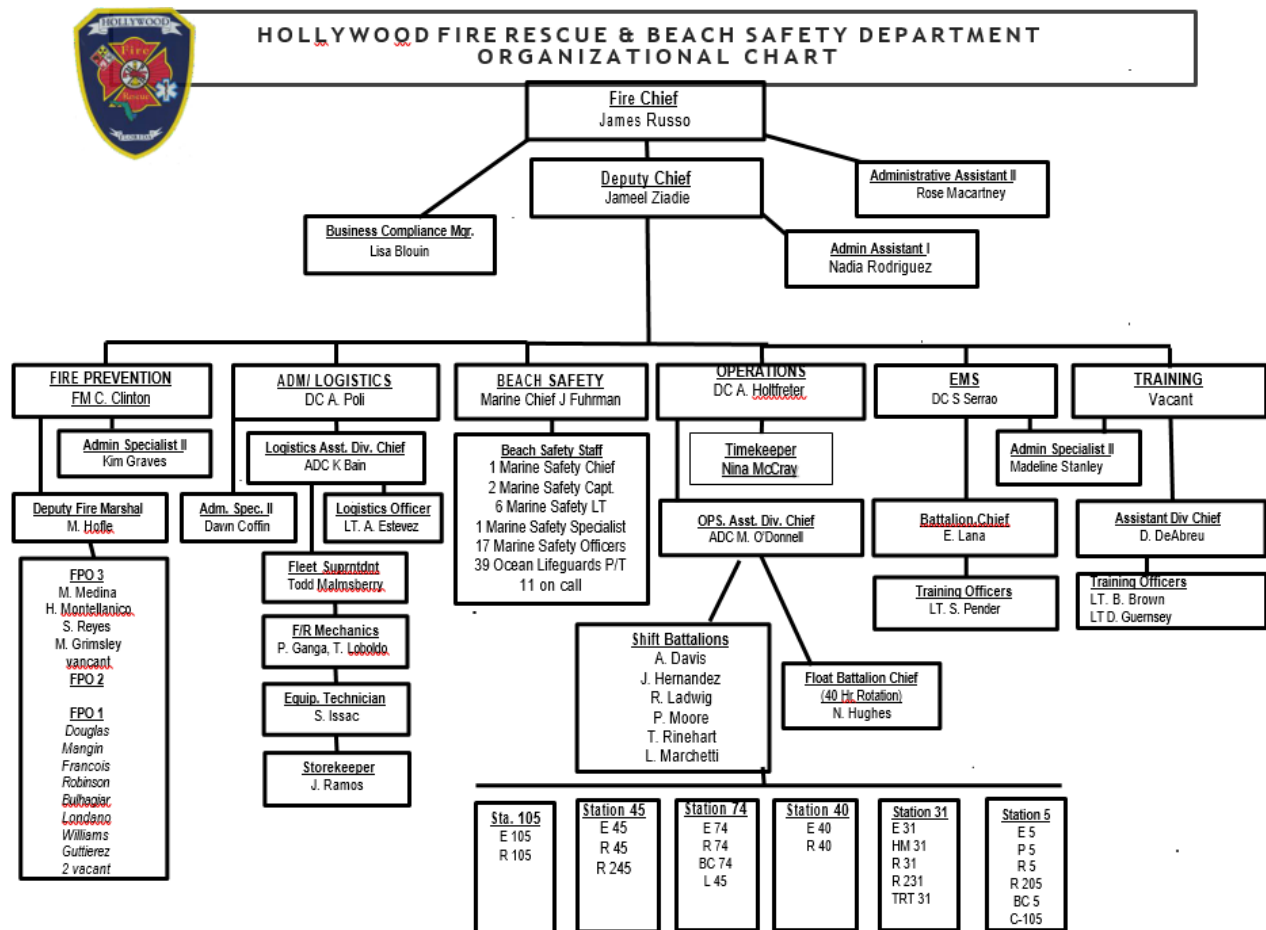 HOLLYWOOD
Fire
Rescue
HOLLYWOOD FIRE RESCUE & BEACH SAFETY DEPARTMENT
ORGANIZATIONAL CHART
Fire Chief
James Russo
Deputy Chief
Jameel Ziadie
Administrative Assistant II
Rose Macartney
Business Compliance Mgr.
Lisa Blouin
Admin Assistant I
Nadia Rodriguez
FIRE PREVENTION
FM C. Clinton
Admin Specialist II
Kim Graves
Deputy Fire Marshal
M. Hofle
FPO 3
M. Medina
H. Montellanico
S. Reyes
M. Grimsley
vancant
FPO 2
FPO 1
Douglas
Mangin
Francois
Robinson
Bulhagiar
Londano
Williams
Guttierez
2 vacant
ADM/ LOGISTICS
DC A. Poli
Logistics Asst. Div. Chief
ADC K Bain
Adm. Spec. II
Dawn Coffin
Logistics Officer
LT. A. Estevez
Fleet Suprntdnt
Todd Malmsberry
F/R Mechanics
P. Ganga, T. Loboldo
Equip. Technician
S. Issac
Storekeeper
J. Ramos
BEACH SAFETY
Marine Chief J Fuhrman
Beach Safety Staff
1 Marine Safety Chief
2 Marine Safety Capt.
6 Marine Safety LT
1 Marine Safety Specialist
17 Marine Safety Officers
39 Ocean Lifeguards P/T
11 on call
OPERATIONS
DC A. Holtfreter
Timekeeper
Nina McCray
OPS. Asst. Div. Chief
ADC M. O'Donnell
Shift Battalions
A. Davis
J. Hernandez
R. Ladwig
P. Moore
T. Rinehart
L. Marchetti
Float Battalion Chief
(40 Hr. Rotation)
N. Hughes
EMS
DC S Serrao
Admin Specialist II
Madeline Stanley
Battalion.Chief
E. Lana
Training Officers
LT. S. Pender
TRAINING
Vacant
Assistant Div Chief
D. DeAbreu
Training Officers
LT. B. Brown
LT D. Guernsey
Sta. 105
E 105
R 105
Station 45
E 45
R 45
R 245
Station 74
E 74
R 74
BC 74
L 45
Station 40
E 40
R 40
Station 31
E 31
HM 31
R 31
R 231
TRT 31
Station 5
E 5
P 5
R 5
R 205
BC 5
C-105